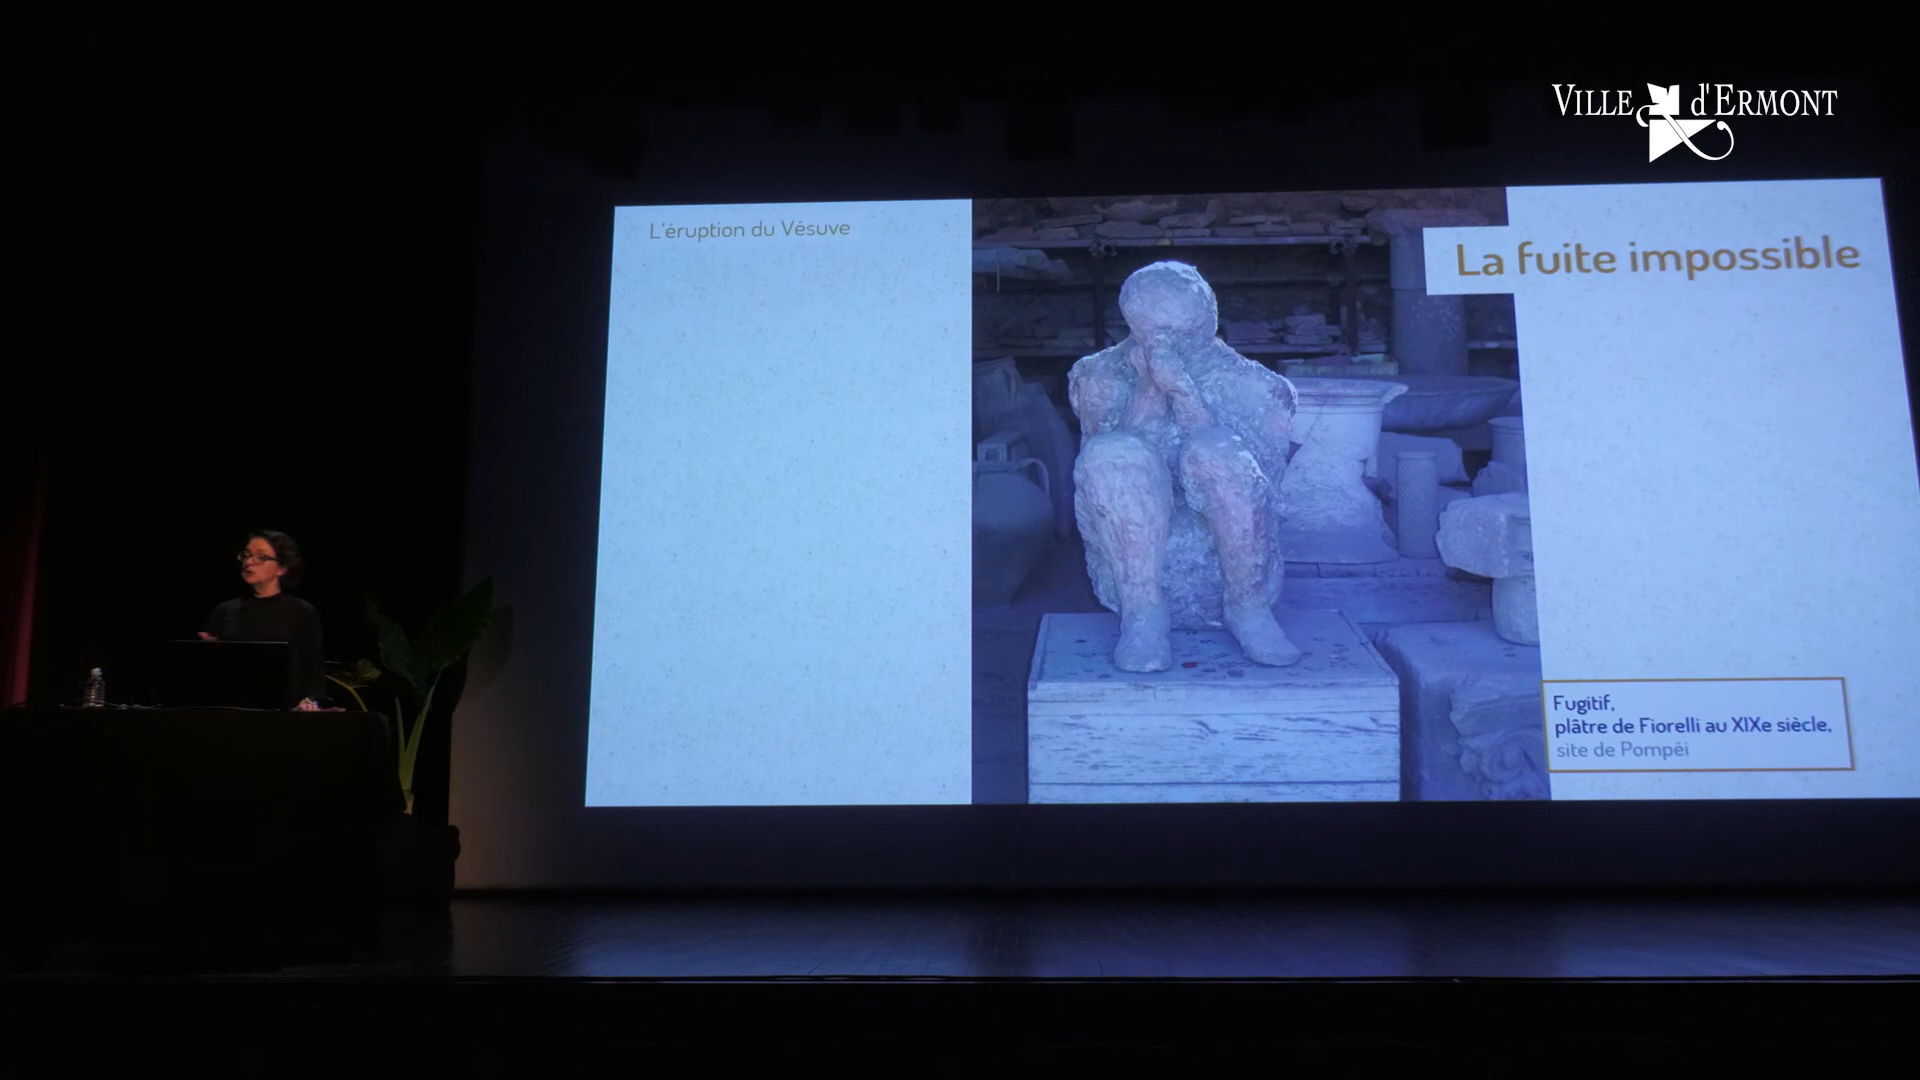 VILLE d'ERMONT
L'éruption du Vésuve
La fuite impossible
Fugitif,
plâtre de Fiorelli au XIXe siècle,
site de Pompéi